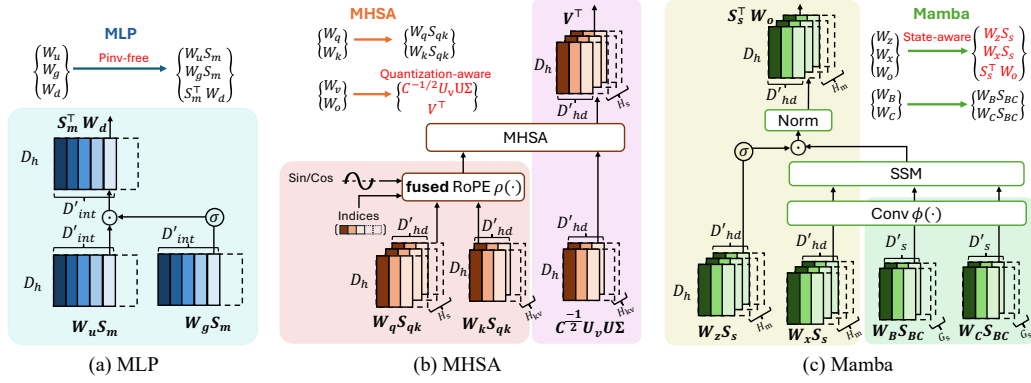 MLP
{W_u W_g W_d}
Pinv-free
{W_u S_m W_g S_m S_m^⊤ W_d}
S_m^⊤ W_d
D_h
D'_int
σ
D'_int
D'_int
D_h
W_u S_m
W_g S_m
(a) MLP
MHSA
{W_q W_k}
{W_q S_qk W_k S_qk}
{W_v W_o}
Quantization-aware
{C^{-1/2} U_v U Σ V^⊤}
V^⊤
D_h
H_s
D'_hd
MHSA
Sin/Cos
fused RoPE ρ(·)
Indices
D'_hd
D'_hd
D'_hd
D_h
D_h
H_s
H_kv
H_kv
W_q S_qk
W_k S_qk
C^{-1/2} U_v U Σ
(b) MHSA
S_s^⊤ W_o
D_h
H_m
D'_hd
Norm
σ
Mamba
{W_z W_x W_o}
State-aware
{W_z S_s W_x S_s S_s^⊤ W_o}
{W_B W_C}
{W_B S_BC W_C S_BC}
SSM
Conv ϕ(·)
D'_hd
D'_hd
D'_s
D'_s
D_h
H_m
H_m
G_s
G_s
W_z S_s
W_x S_s
W_B S_BC
W_C S_BC
(c) Mamba